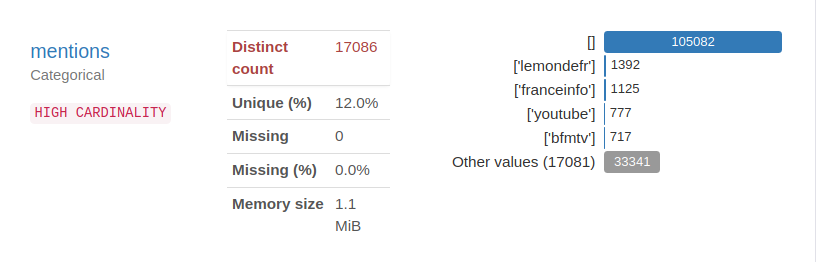 mentions
Categorical
HIGH CARDINALITY
Distinct count 17086
Unique (%) 12.0%
Missing 0
Missing (%) 0.0%
Memory size 1.1 MiB
[] 105082
['lemondefr'] 1392
['franceinfo'] 1125
['youtube'] 777
['bfmtv'] 717
Other values (17081) 33341